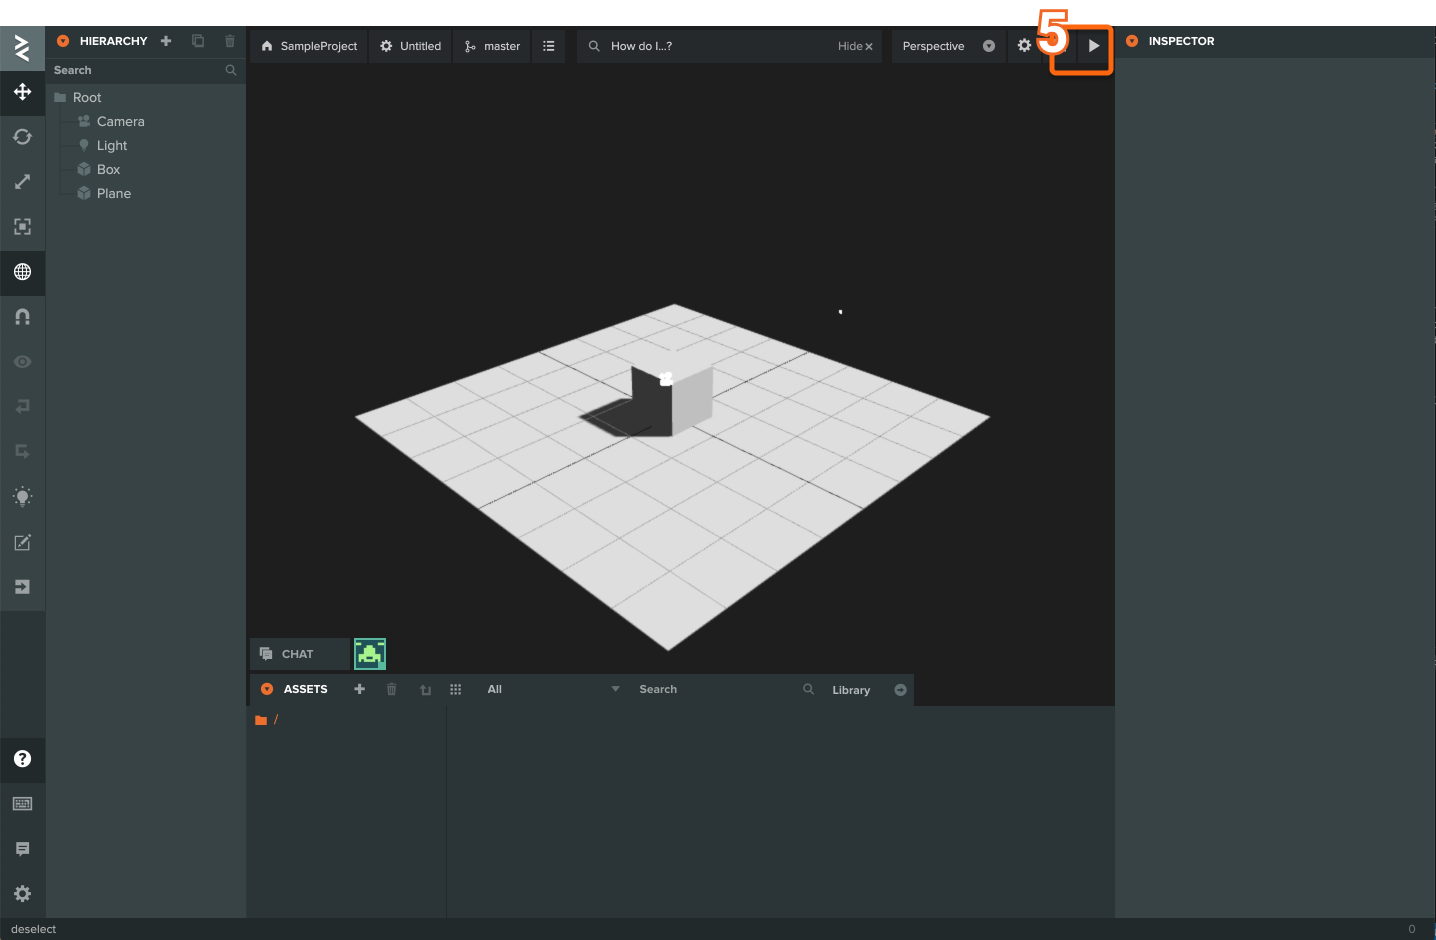 5
HIERARCHY
SampleProject
Untitled
master
How do I...?
Hide
Perspective
INSPECTOR
Search
Root
Camera
Light
Box
Plane
CHAT
ASSETS
All
Search
Library
/
deselect
0